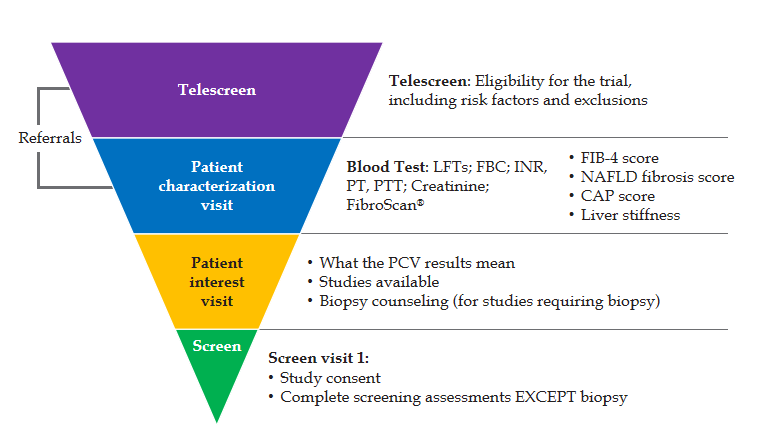 Telescreen
Telescreen: Eligibility for the trial,
including risk factors and exclusions
Referrals
Patient
characterization
visit
Blood Test: LFTs; FBC; INR,
PT, PTT; Creatinine;
FibroScan®
• FIB-4 score
• NAFLD fibrosis score
• CAP score
• Liver stiffness
Patient
interest
visit
• What the PCV results mean
• Studies available
• Biopsy counseling (for studies requiring biopsy)
Screen
Screen visit 1:
• Study consent
• Complete screening assessments EXCEPT biopsy